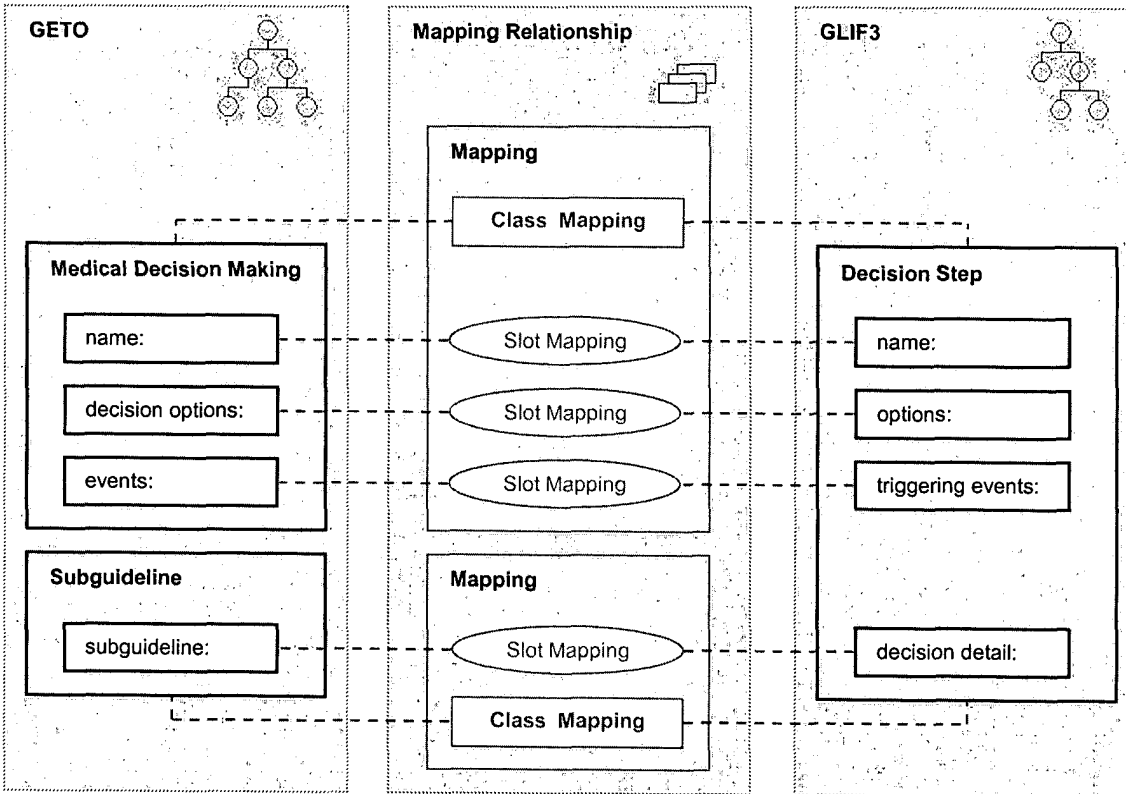 GETO
Mapping Relationship
GLIF3
Mapping
Class Mapping
Medical Decision Making
Decision Step
name:
Slot Mapping
name:
decision options:
Slot Mapping
options:
events:
Slot Mapping
triggering events:
Subguideline
Mapping
subguideline:
Slot Mapping
decision detail:
Class Mapping